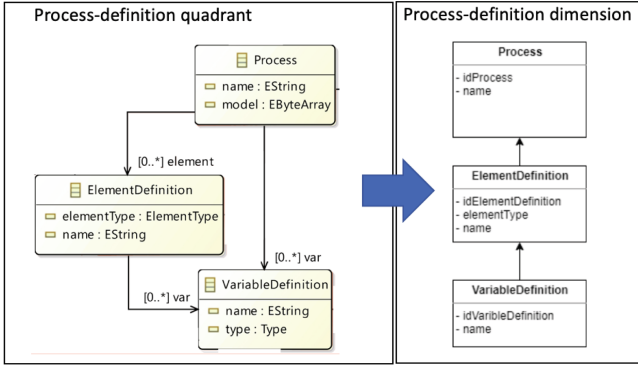 Process-definition quadrant
Process
name : EString
model : EByteArray
[0..*] element
ElementDefinition
elementType : ElementType
name : EString
[0..*] var
[0..*] var
VariableDefinition
name : EString
type : Type
Process-definition dimension
Process
- idProcess
- name
ElementDefinition
- idElementDefinition
- elementType
- name
VariableDefinition
- idVaribleDefinition
- name